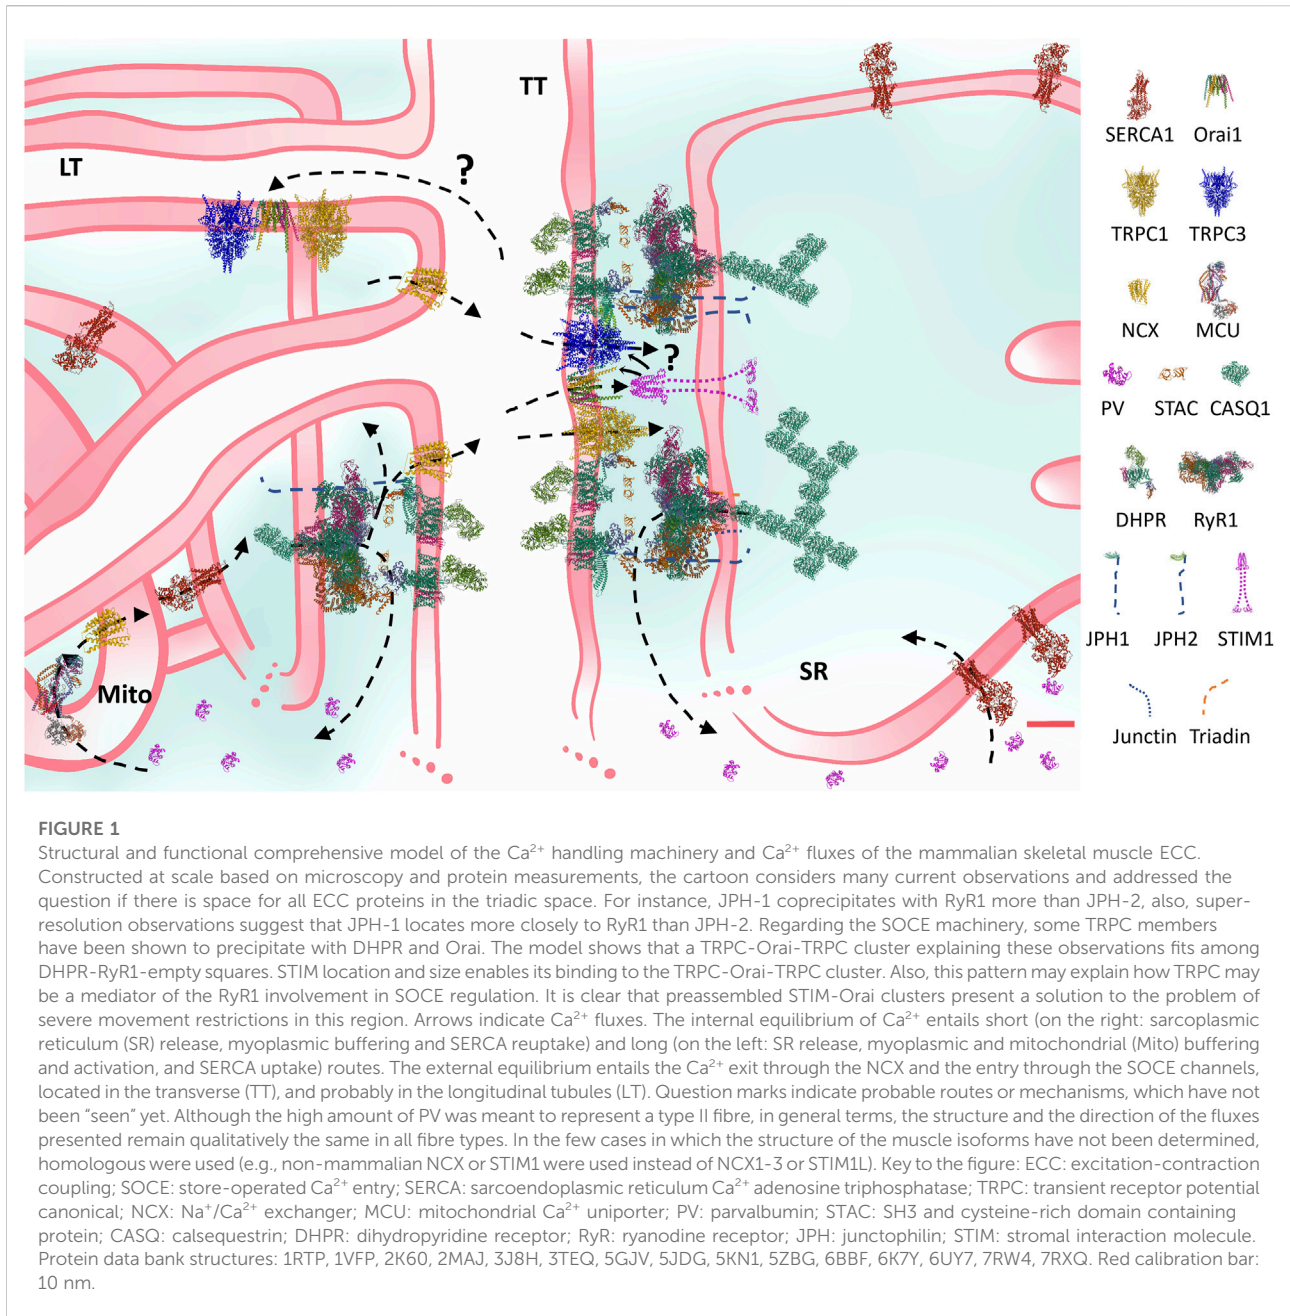 TT
LT
?
?
Mito
SR
SERCA1 Orai1
TRPC1 TRPC3
NCX MCU
PV STAC CASQ1
DHPR RyR1
JPH1 JPH2 STIM1
Junctin Triadin
FIGURE 1
Structural and functional comprehensive model of the Ca²⁺ handling machinery and Ca²⁺ fluxes of the mammalian skeletal muscle ECC.
Constructed at scale based on microscopy and protein measurements, the cartoon considers many current observations and addressed the
question if there is space for all ECC proteins in the triadic space. For instance, JPH-1 coprecipitates with RyR1 more than JPH-2, also, super-
resolution observations suggest that JPH-1 locates more closely to RyR1 than JPH-2. Regarding the SOCE machinery, some TRPC members
have been shown to precipitate with DHPR and Orai. The model shows that a TRPC-Orai-TRPC cluster explaining these observations fits among
DHPR-RyR1-empty squares. STIM location and size enables its binding to the TRPC-Orai-TRPC cluster. Also, this pattern may explain how TRPC may
be a mediator of the RyR1 involvement in SOCE regulation. It is clear that preassembled STIM-Orai clusters present a solution to the problem of
severe movement restrictions in this region. Arrows indicate Ca²⁺ fluxes. The internal equilibrium of Ca²⁺ entails short (on the right: sarcoplasmic
reticulum (SR) release, myoplasmic buffering and SERCA reuptake) and long (on the left: SR release, myoplasmic and mitochondrial (Mito) buffering
and activation, and SERCA uptake) routes. The external equilibrium entails the Ca²⁺ exit through the NCX and the entry through the SOCE channels,
located in the transverse (TT), and probably in the longitudinal tubules (LT). Question marks indicate probable routes or mechanisms, which have not
been “seen” yet. Although the high amount of PV was meant to represent a type II fibre, in general terms, the structure and the direction of the fluxes
presented remain qualitatively the same in all fibre types. In the few cases in which the structure of the muscle isoforms have not been determined,
homologous were used (e.g., non-mammalian NCX or STIM1 were used instead of NCX1-3 or STIM1L). Key to the figure: ECC: excitation-contraction
coupling; SOCE: store-operated Ca²⁺ entry; SERCA: sarcoendoplasmic reticulum Ca²⁺ adenosine triphosphatase; TRPC: transient receptor potential
canonical; NCX: Na⁺/Ca²⁺ exchanger; MCU: mitochondrial Ca²⁺ uniporter; PV: parvalbumin; STAC: SH3 and cysteine-rich domain containing
protein; CASQ: calsequestrin; DHPR: dihydropyridine receptor; RyR: ryanodine receptor; JPH: junctophilin; STIM: stromal interaction molecule.
Protein data bank structures: 1RTP, 1VFP, 2K60, 2MAJ, 3J8H, 3TEQ, 5GJV, 5JDG, 5KN1, 5ZBG, 6BBF, 6K7Y, 6UY7, 7RW4, 7RXQ. Red calibration bar:
10 nm.